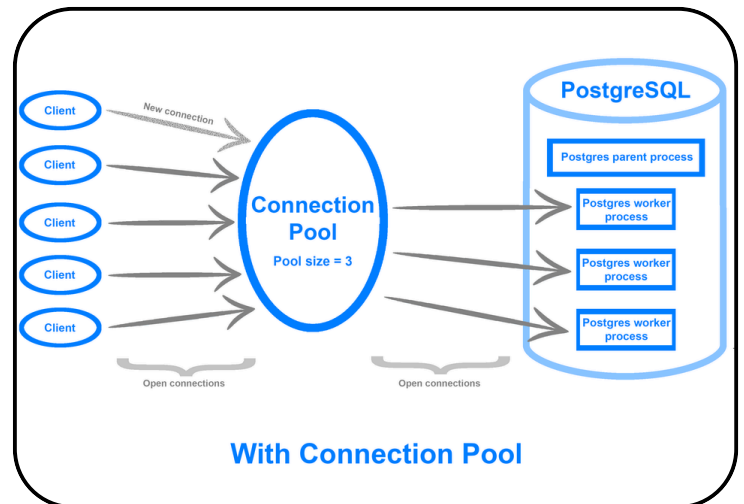 PostgreSQL
Client
New connection
Postgres parent process
Client
Connection
Pool
Pool size = 3
Postgres worker
process
Client
Client
Postgres worker
process
Client
Postgres worker
process
Open connections
Open connections
With Connection Pool